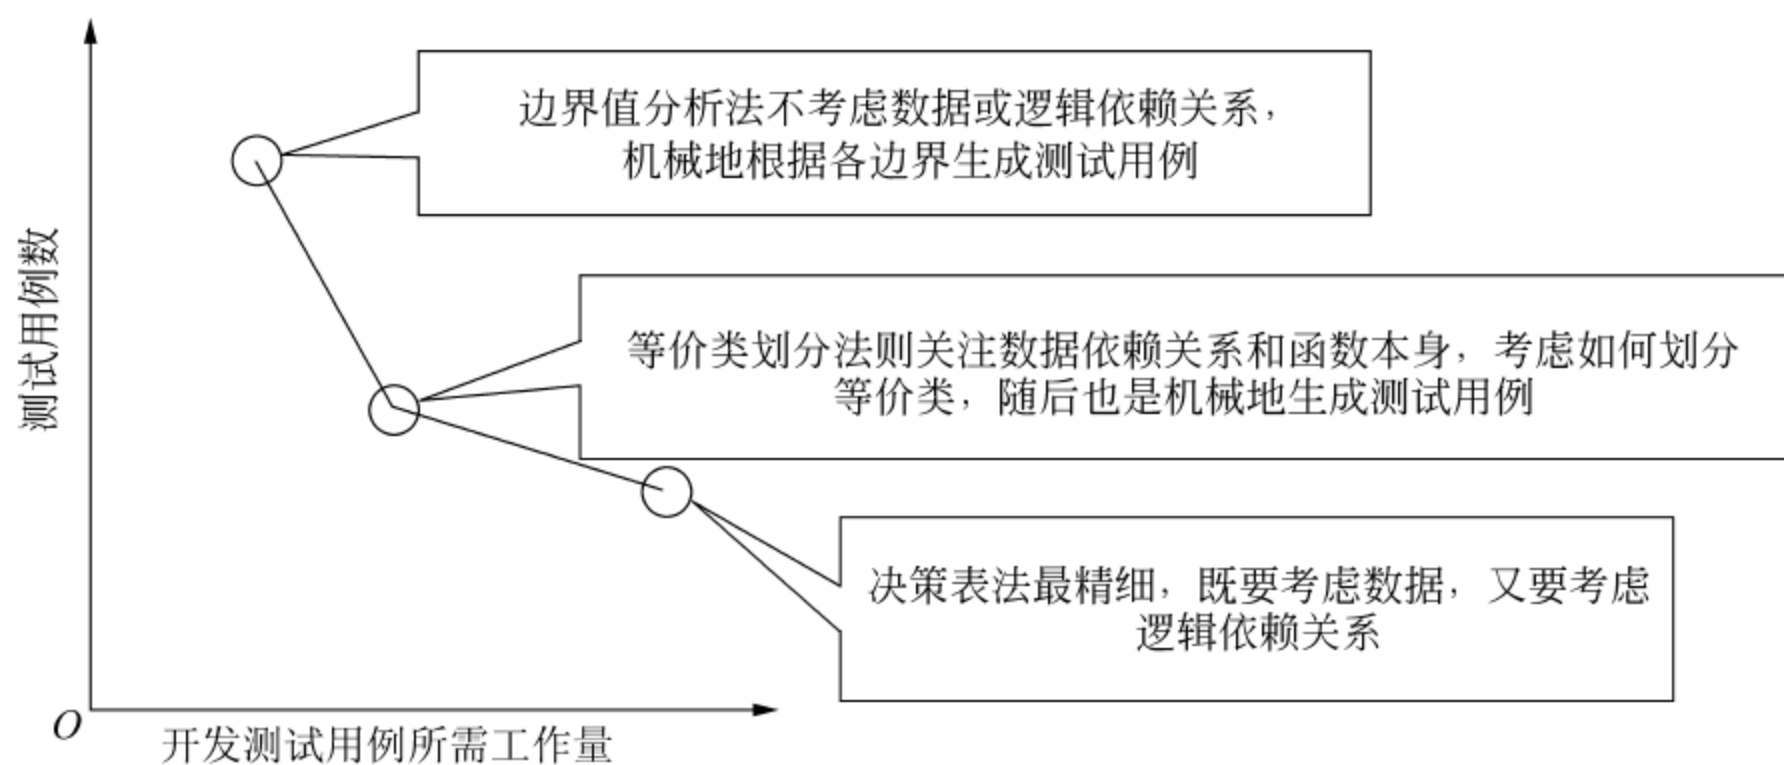 边界值分析法不考虑数据或逻辑依赖关系，
机械地根据各边界生成测试用例
测试用例数
等价类划分法则关注数据依赖关系和函数本身，考虑如何划分
等价类，随后也是机械地生成测试用例
决策表法最精细，既要考虑数据，又要考虑
逻辑依赖关系
O
开发测试用例所需工作量